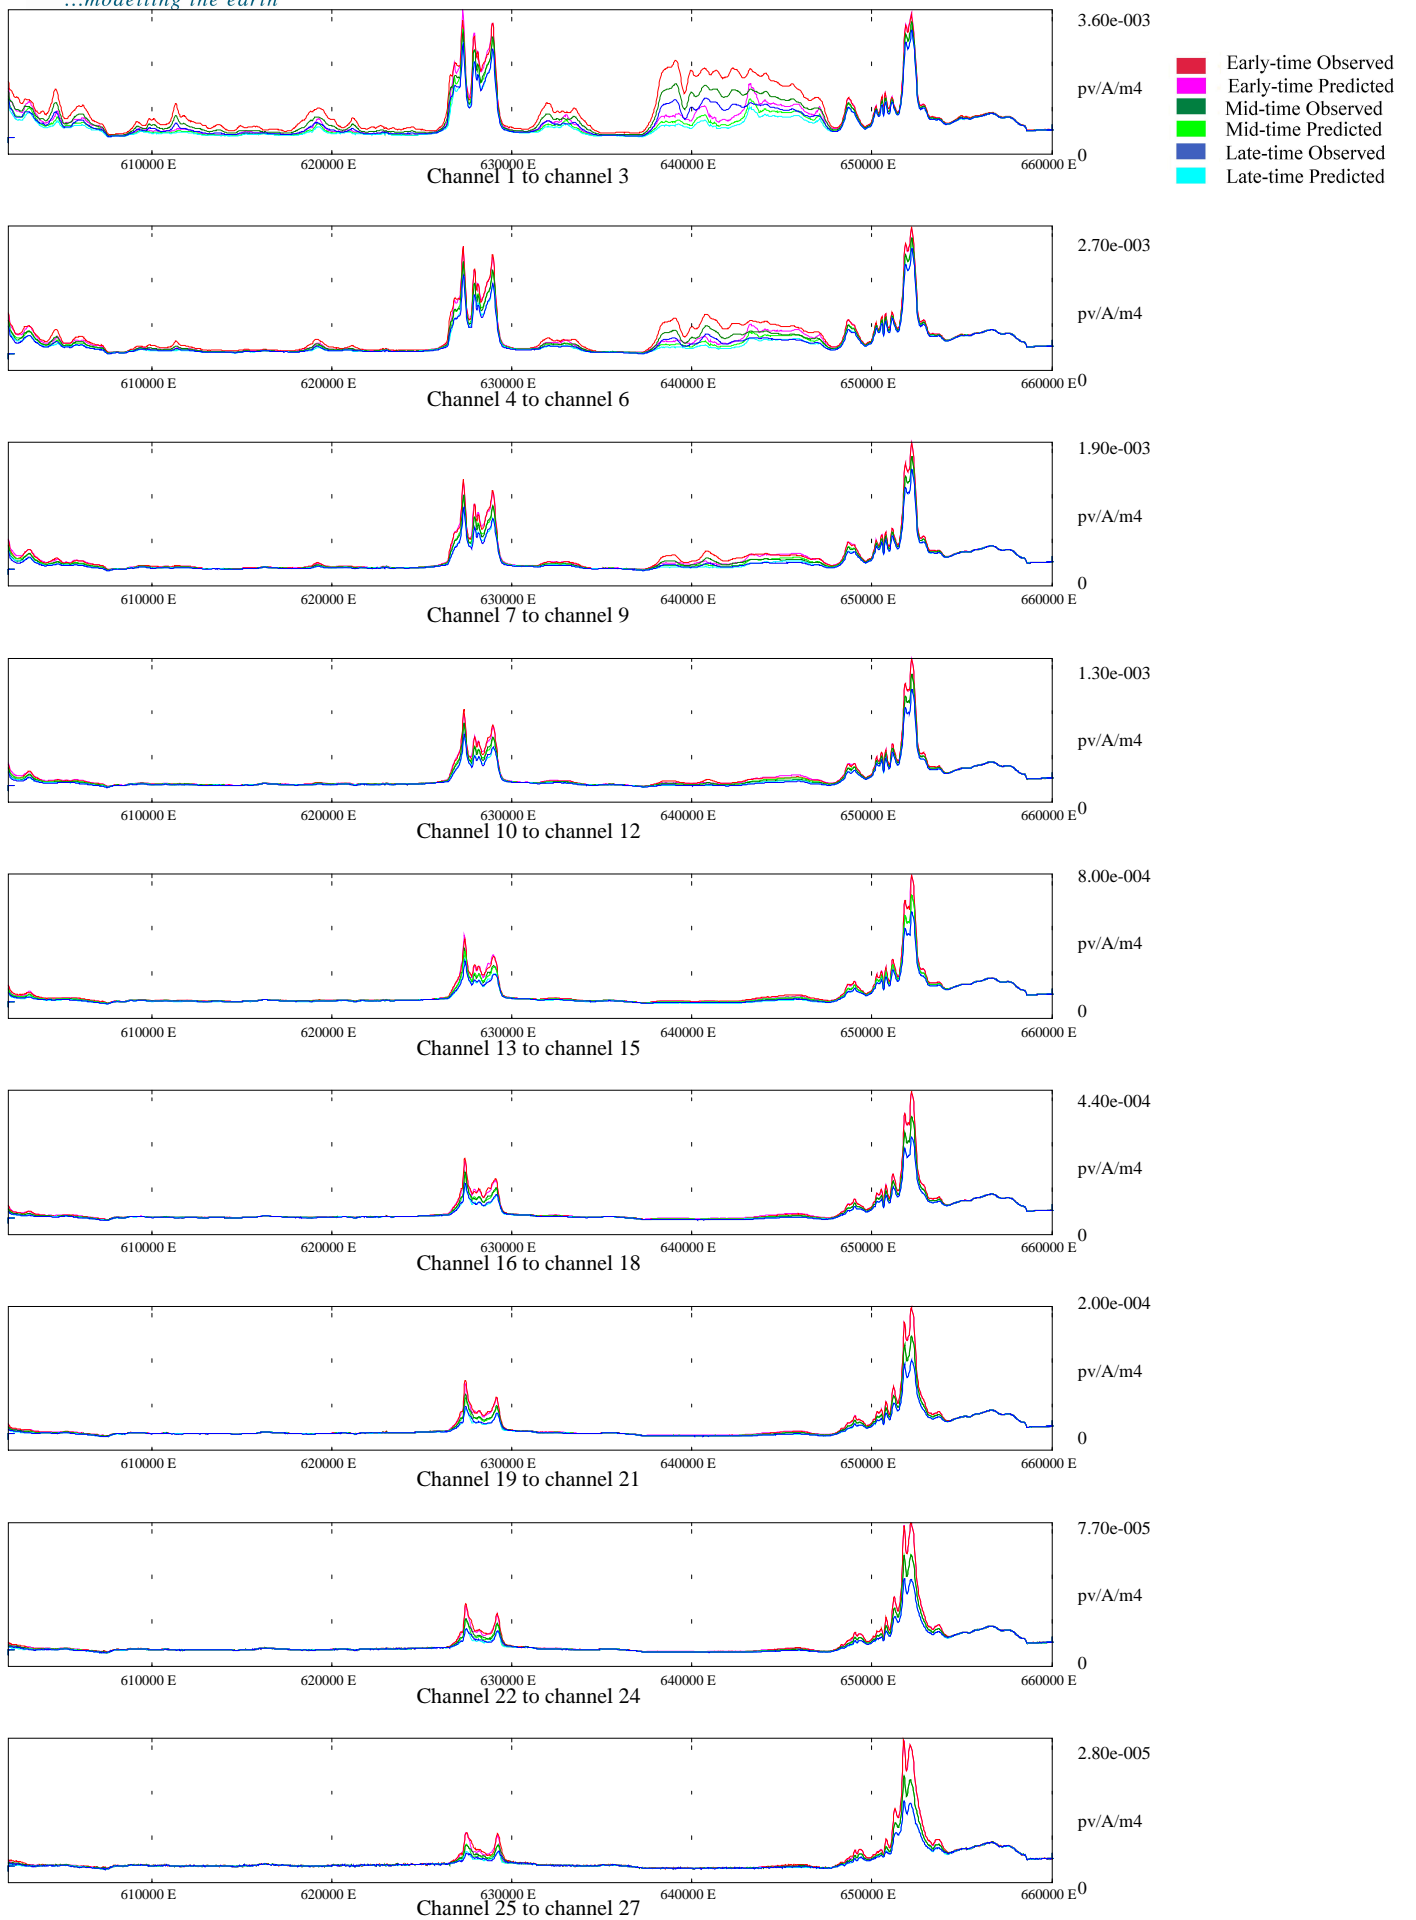 ...modelling the earth
3.60e-003
Early-time Observed
pv/A/m4
Early-time Predicted
Mid-time Observed
Mid-time Predicted
0
Late-time Observed
610000 E 620000 E 630000 E 640000 E 650000 E 660000 E
Channel 1 to channel 3
Late-time Predicted
2.70e-003
pv/A/m4
0
610000 E 620000 E 630000 E 640000 E 650000 E 660000 E
Channel 4 to channel 6
1.90e-003
pv/A/m4
0
610000 E 620000 E 630000 E 640000 E 650000 E 660000 E
Channel 7 to channel 9
1.30e-003
pv/A/m4
0
610000 E 620000 E 630000 E 640000 E 650000 E 660000 E
Channel 10 to channel 12
8.00e-004
pv/A/m4
0
610000 E 620000 E 630000 E 640000 E 650000 E 660000 E
Channel 13 to channel 15
4.40e-004
pv/A/m4
0
610000 E 620000 E 630000 E 640000 E 650000 E 660000 E
Channel 16 to channel 18
2.00e-004
pv/A/m4
0
610000 E 620000 E 630000 E 640000 E 650000 E 660000 E
Channel 19 to channel 21
7.70e-005
pv/A/m4
0
610000 E 620000 E 630000 E 640000 E 650000 E 660000 E
Channel 22 to channel 24
2.80e-005
pv/A/m4
0
610000 E 620000 E 630000 E 640000 E 650000 E 660000 E
Channel 25 to channel 27